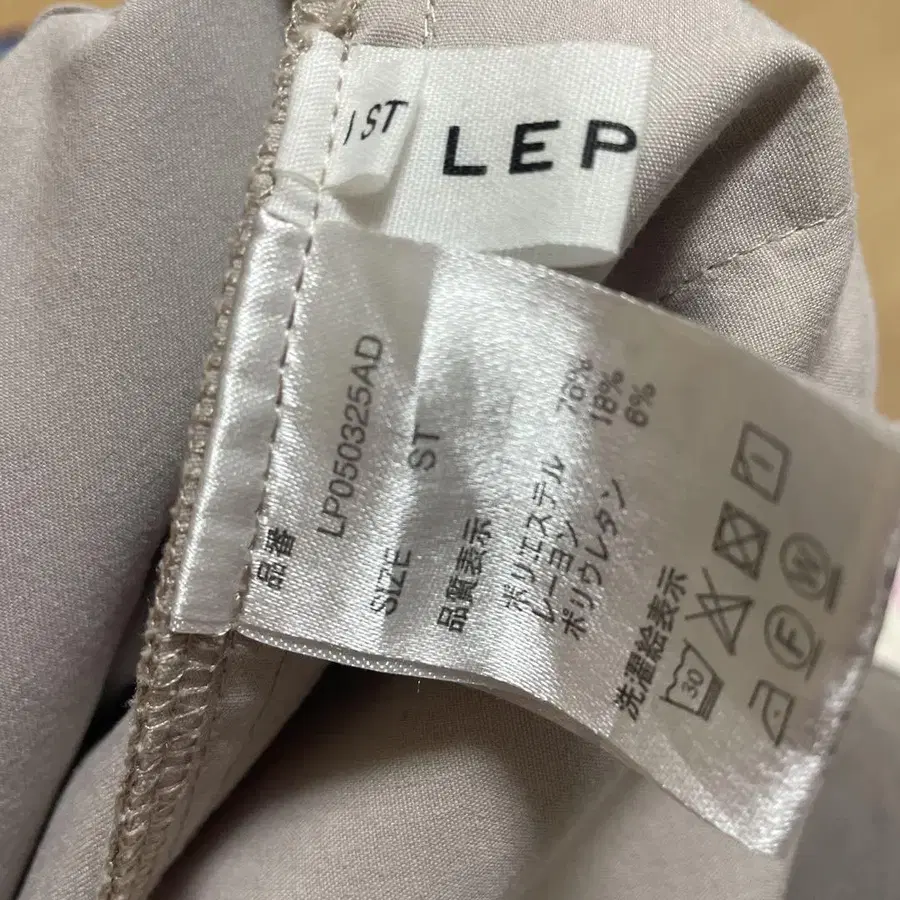 LEP
ST
品番
LP050325AD
SIZE
ST
品質表示
ポリエステル 76%
レーヨン 18%
ポリウレタン 6%
洗濯絵表示
30
F
W